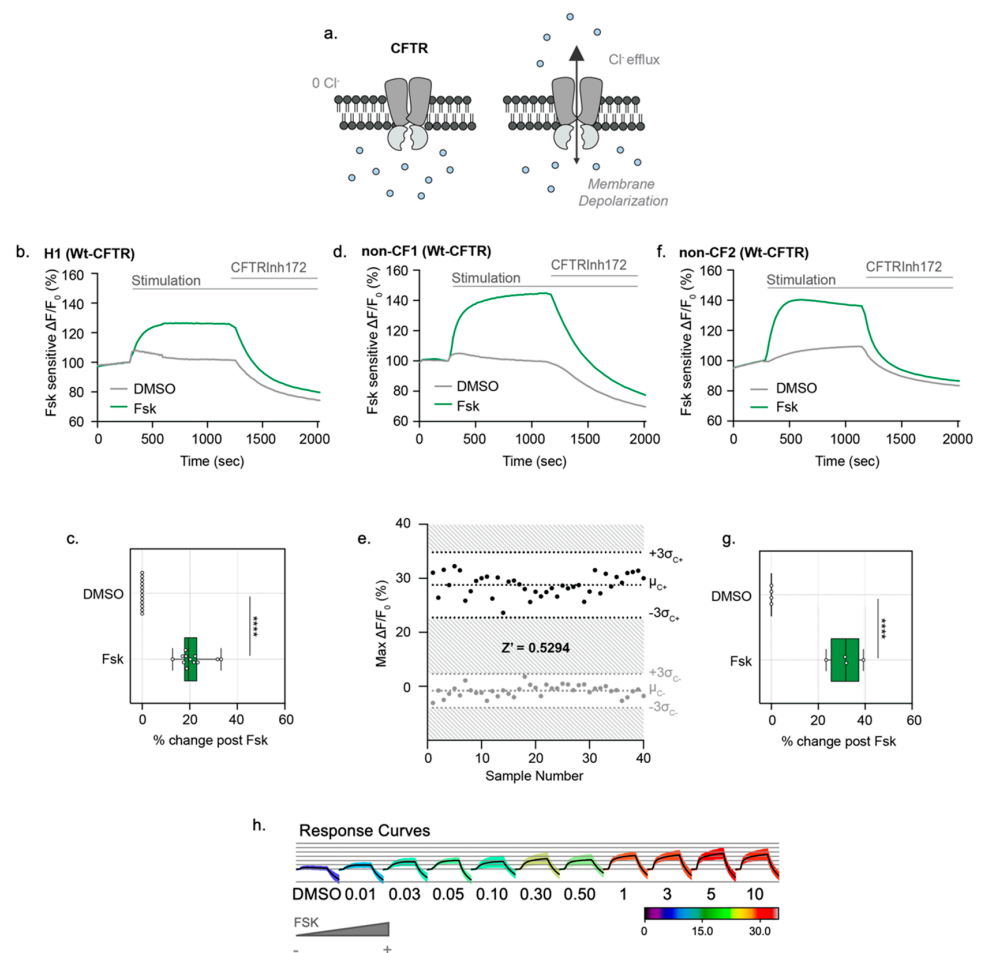 a.
CFTR
0 Cl-
Cl- efflux
Membrane
Depolarization
b.
H1 (Wt-CFTR)
Fsk sensitive ΔF/F0 (%)
160
140
120
100
80
60
Stimulation
CFTRInh172
DMSO
Fsk
0
500
1000
1500
2000
Time (sec)
d.
non-CF1 (Wt-CFTR)
Fsk sensitive ΔF/F0 (%)
160
140
120
100
80
60
Stimulation
CFTRInh172
DMSO
Fsk
0
500
1000
1500
2000
Time (sec)
f.
non-CF2 (Wt-CFTR)
Fsk sensitive ΔF/F0 (%)
160
140
120
100
80
60
Stimulation
CFTRInh172
DMSO
Fsk
0
500
1000
1500
2000
Time (sec)
c.
DMSO
Fsk
****
0
20
40
60
% change post Fsk
e.
Max ΔF/F0 (%)
40
30
20
0
+3σC+
μC+
-3σC+
Z' = 0.5294
+3σC-
μC-
-3σC-
0
10
20
30
40
Sample Number
g.
DMSO
Fsk
****
0
20
40
60
% change post Fsk
h.
Response Curves
DMSO 0.01 0.03 0.05 0.10 0.30 0.50 1 3 5 10
FSK
- +
0 15.0 30.0